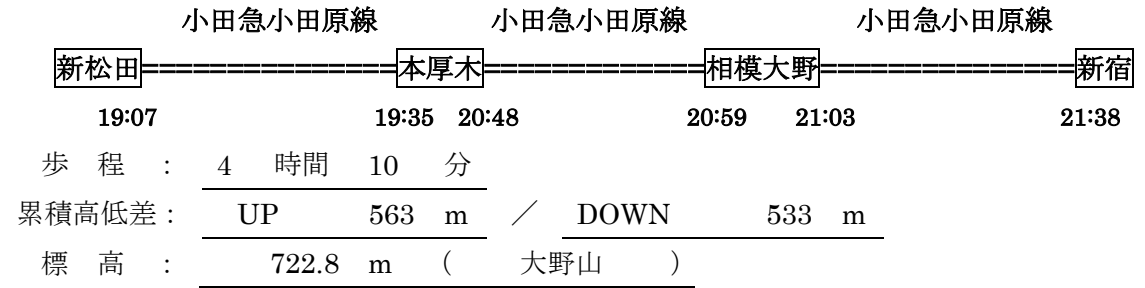 小田急小田原線 小田急小田原線 小田急小田原線
新松田===============本厚木=============相模大野===============新宿
19:07 19:35 20:48 20:59 21:03 21:38
歩 程 : 4 時間 10 分
累積高低差: UP 563 m ／ DOWN 533 m
標 高 : 722.8 m ( 大野山 )